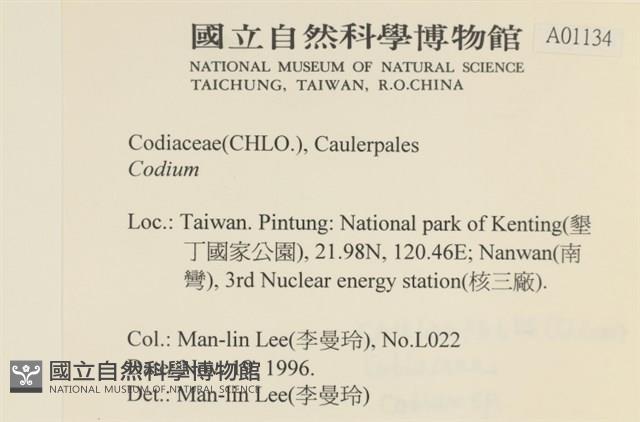 國立自然科學博物館
A01134
NATIONAL MUSEUM OF NATURAL SCIENCE
TAICHUNG, TAIWAN, R.O.CHINA
Codiaceae(CHLO.), Caulerpales
Codium
Loc.: Taiwan. Pintung: National park of Kenting(墾
丁國家公園), 21.98N, 120.46E; Nanwan(南
彎), 3rd Nuclear energy station(核三廠).
Col.: Man-lin Lee(李曼玲), No.L022
1996.
國立自然科學博物館
NATIONAL MUSEUM OF NATURAL SCIENCE
Det.: Man-lin Lee(李曼玲)